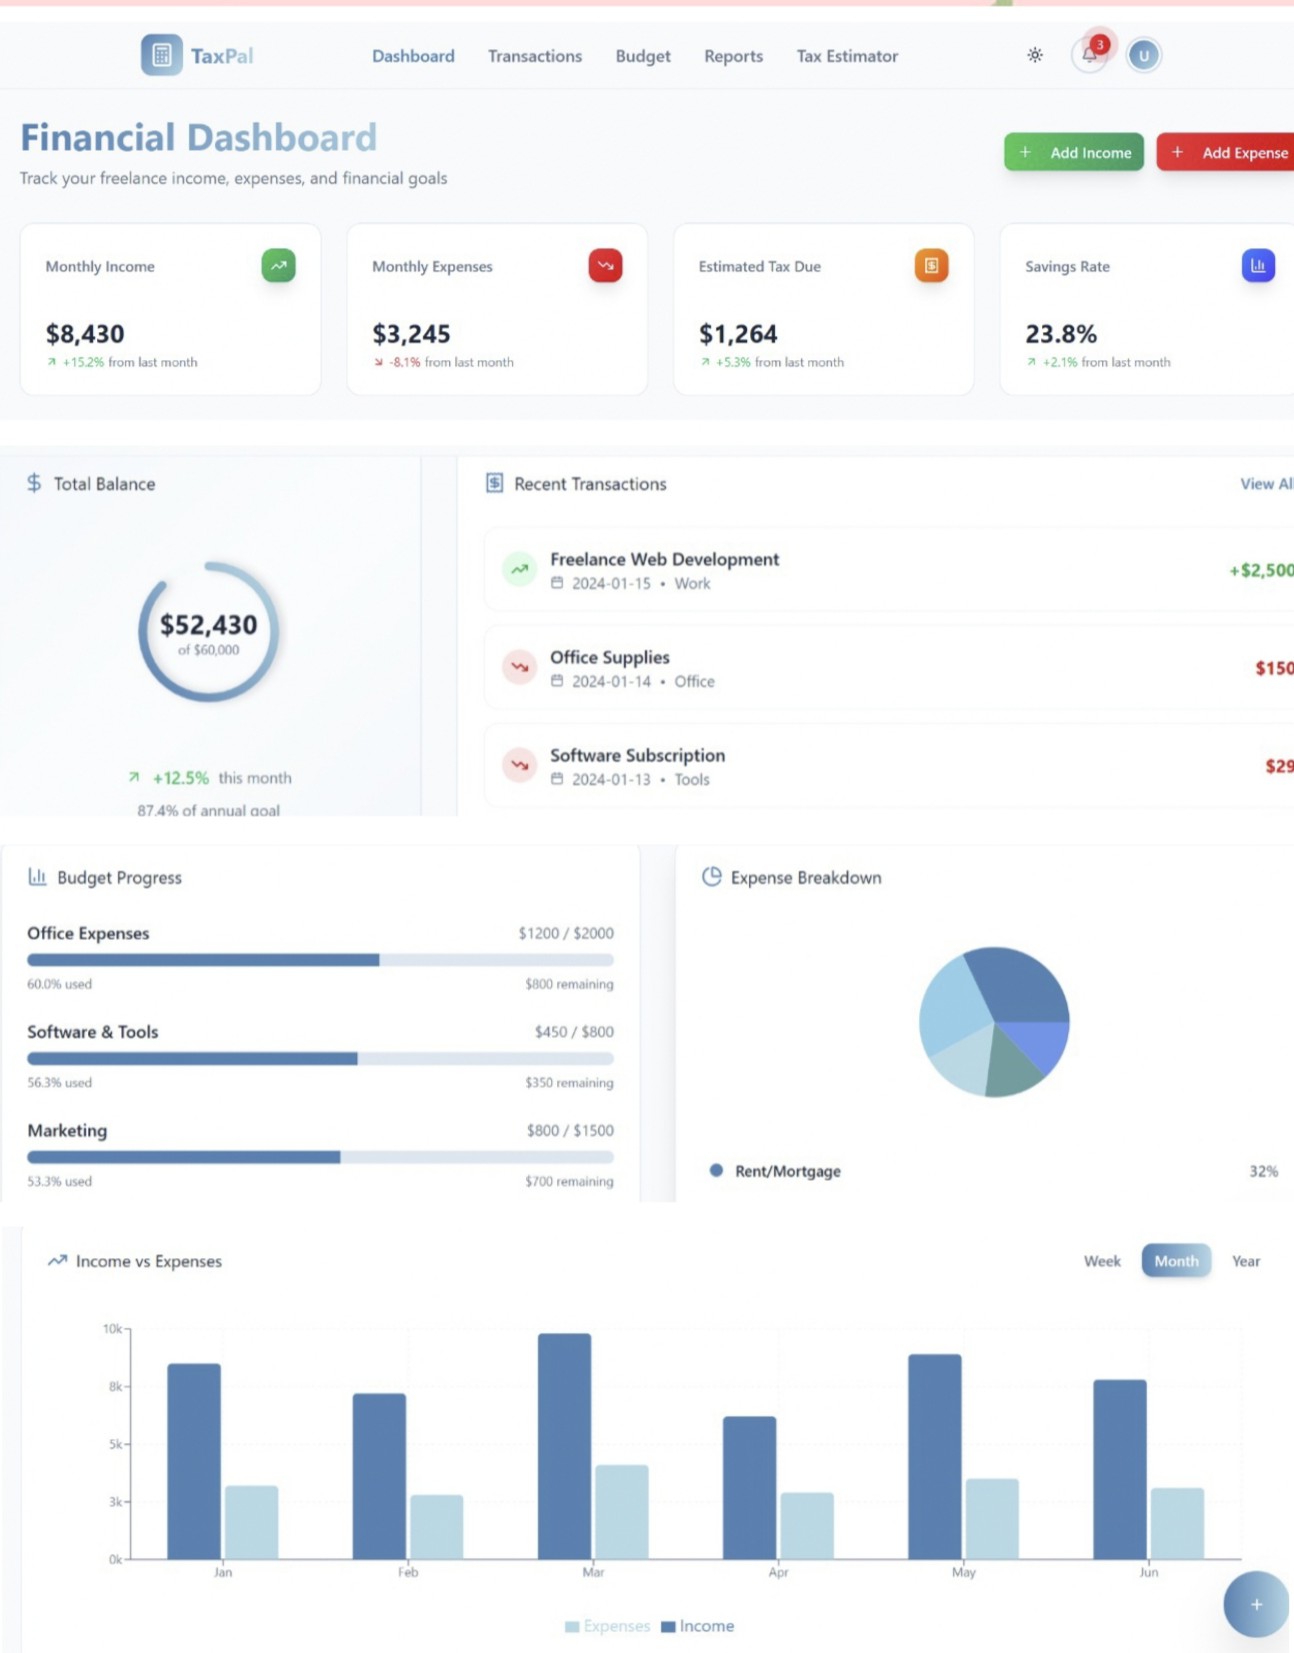 TaxPal
Dashboard Transactions Budget Reports Tax Estimator
3
U
Financial Dashboard
Track your freelance income, expenses, and financial goals
+ Add Income
+ Add Expense
Monthly Income
$8,430
+15.2% from last month
Monthly Expenses
$3,245
-8.1% from last month
Estimated Tax Due
$1,264
+5.3% from last month
Savings Rate
23.8%
+2.1% from last month
$ Total Balance
$52,430
of $60,000
+12.5% this month
87.4% of annual goal
Recent Transactions
View All
Freelance Web Development
2024-01-15 • Work
+$2,500
Office Supplies
2024-01-14 • Office
$150
Software Subscription
2024-01-13 • Tools
$29
Budget Progress
Office Expenses $1200 / $2000
60.0% used $800 remaining
Software & Tools $450 / $800
56.3% used $350 remaining
Marketing $800 / $1500
53.3% used $700 remaining
Expense Breakdown
Rent/Mortgage 32%
Income vs Expenses
Week Month Year
10k
8k
5k
3k
0k
Jan Feb Mar Apr May Jun
Expenses Income
+